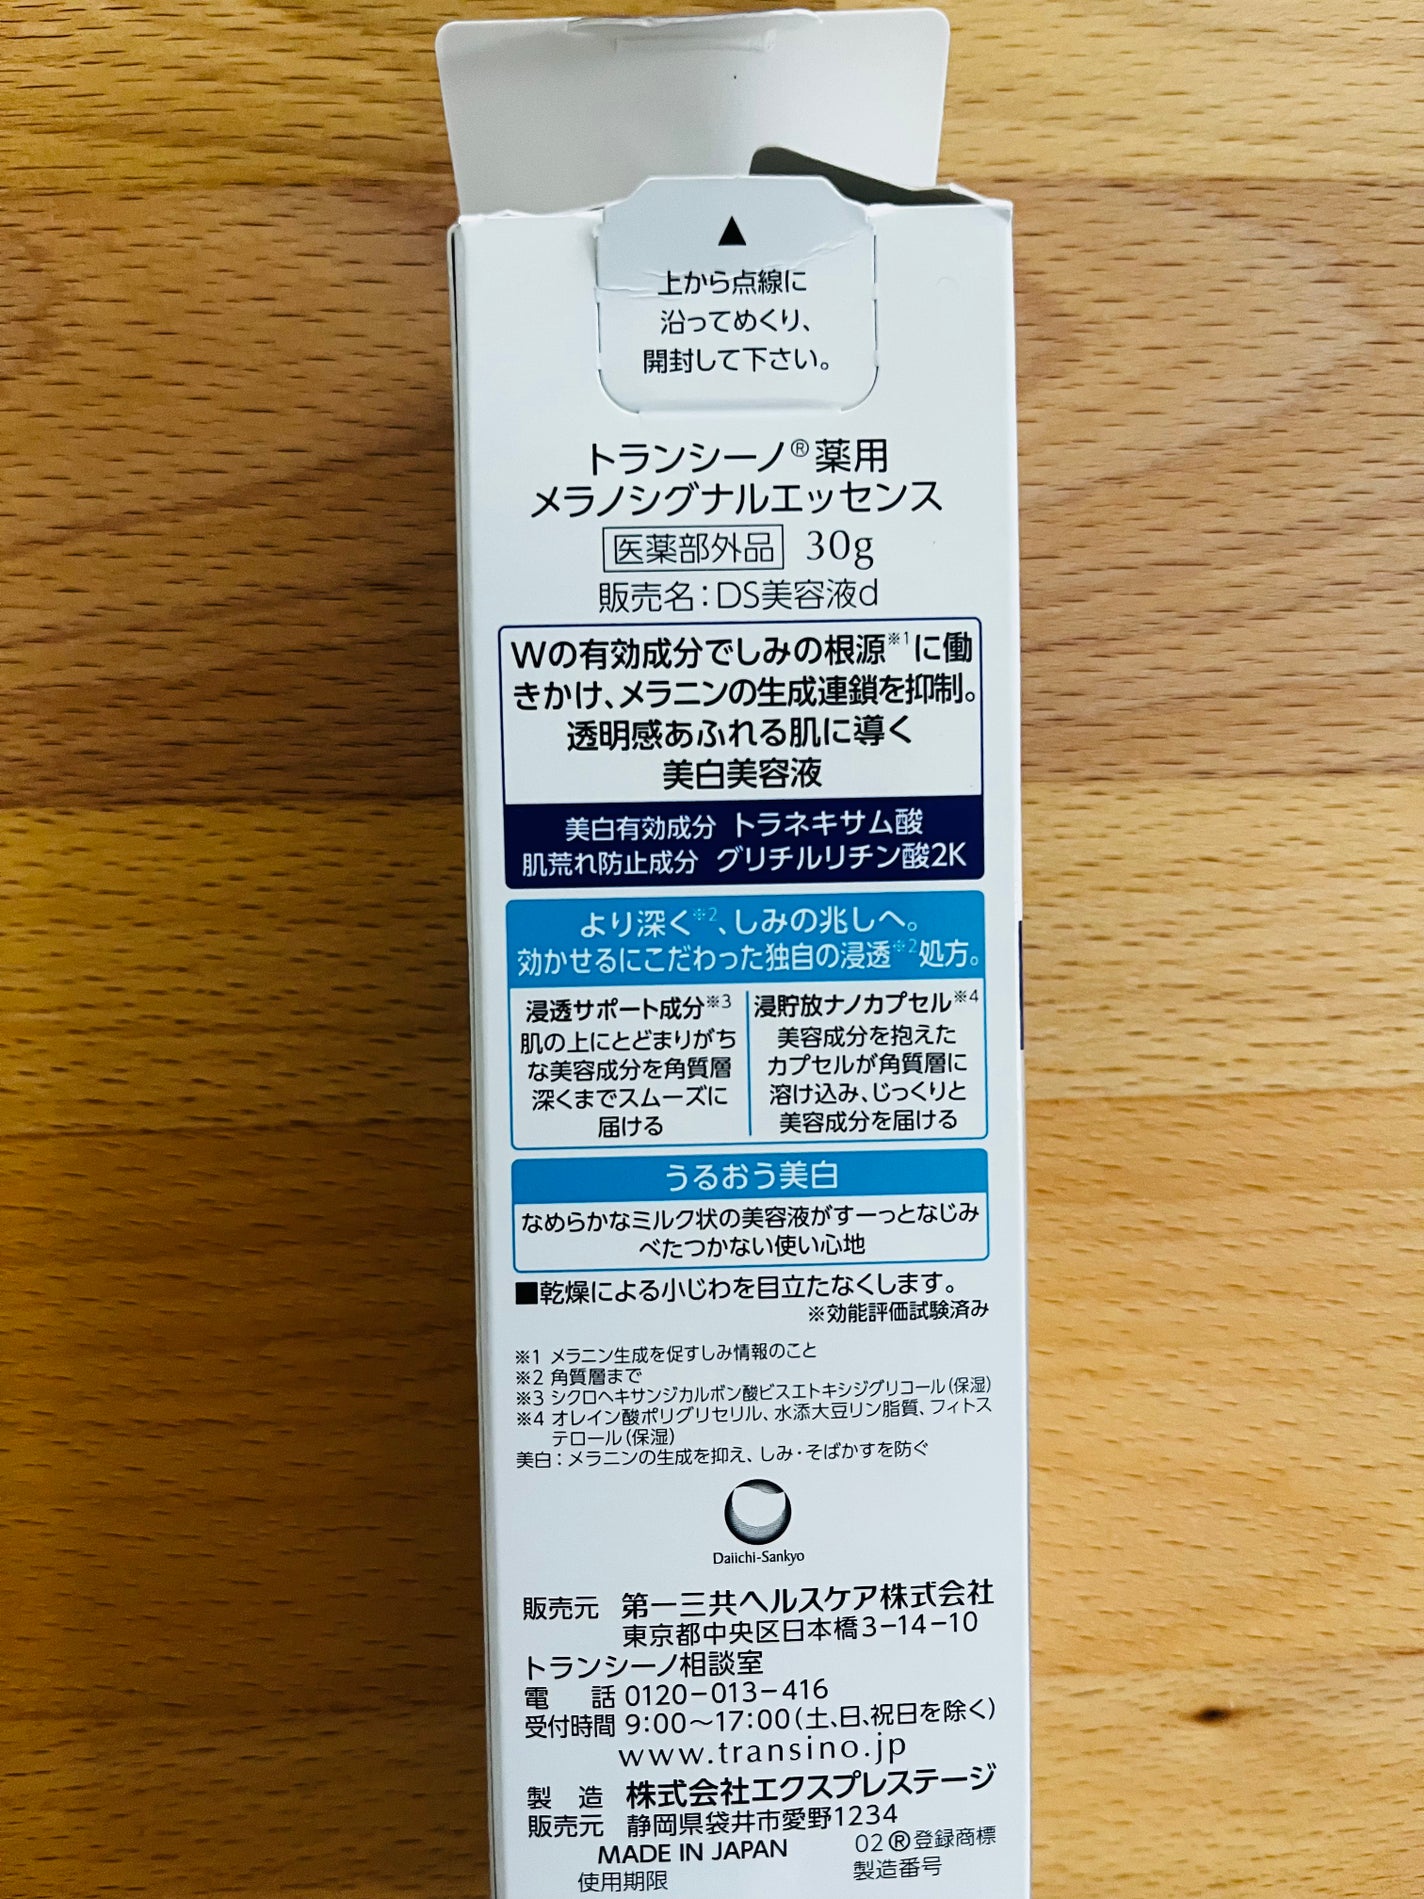 ▲
上から点線に
沿ってめくり、
開封して下さい。
トランシーノ®薬用
メラノシグナルエッセンス
医薬部外品 30g
販売名：DS美容液d
Wの有効成分でしみの根源※1に働
きかけ、メラニンの生成連鎖を抑制。
透明感あふれる肌に導く
美白美容液
美白有効成分 トラネキサム酸
肌荒れ防止成分 グリチルリチン酸2K
より深く※2、しみの兆しへ。
効かせるにこだわった独自の浸透※2処方。
浸透サポート成分※3
肌の上にとどまりがち
な美容成分を角質層
深くまでスムーズに
届ける
浸貯放ナノカプセル※4
美容成分を抱えた
カプセルが角質層に
溶け込み、じっくりと
美容成分を届ける
うるおう美白
なめらかなミルク状の美容液がすーっとなじみ
べたつかない使い心地
■乾燥による小じわを目立たなくします。
※効能評価試験済み
※1 メラニン生成を促すしみ情報のこと
※2 角質層まで
※3 シクロヘキサンジカルボン酸ビスエトキシジグリコール（保湿）
※4 オレイン酸ポリグリセリル、水添大豆リン脂質、フィトス
テロール（保湿）
美白：メラニンの生成を抑え、しみ・そばかすを防ぐ
Daiichi-Sankyo
販売元 第一三共ヘルスケア株式会社
東京都中央区日本橋3-14-10
トランシーノ相談室
電話 0120-013-416
受付時間 9:00～17:00（土、日、祝日を除く）
www.transino.jp
製造 株式会社エクスプレステージ
販売元 静岡県袋井市愛野1234
MADE IN JAPAN 02 ®登録商標
使用期限 製造番号